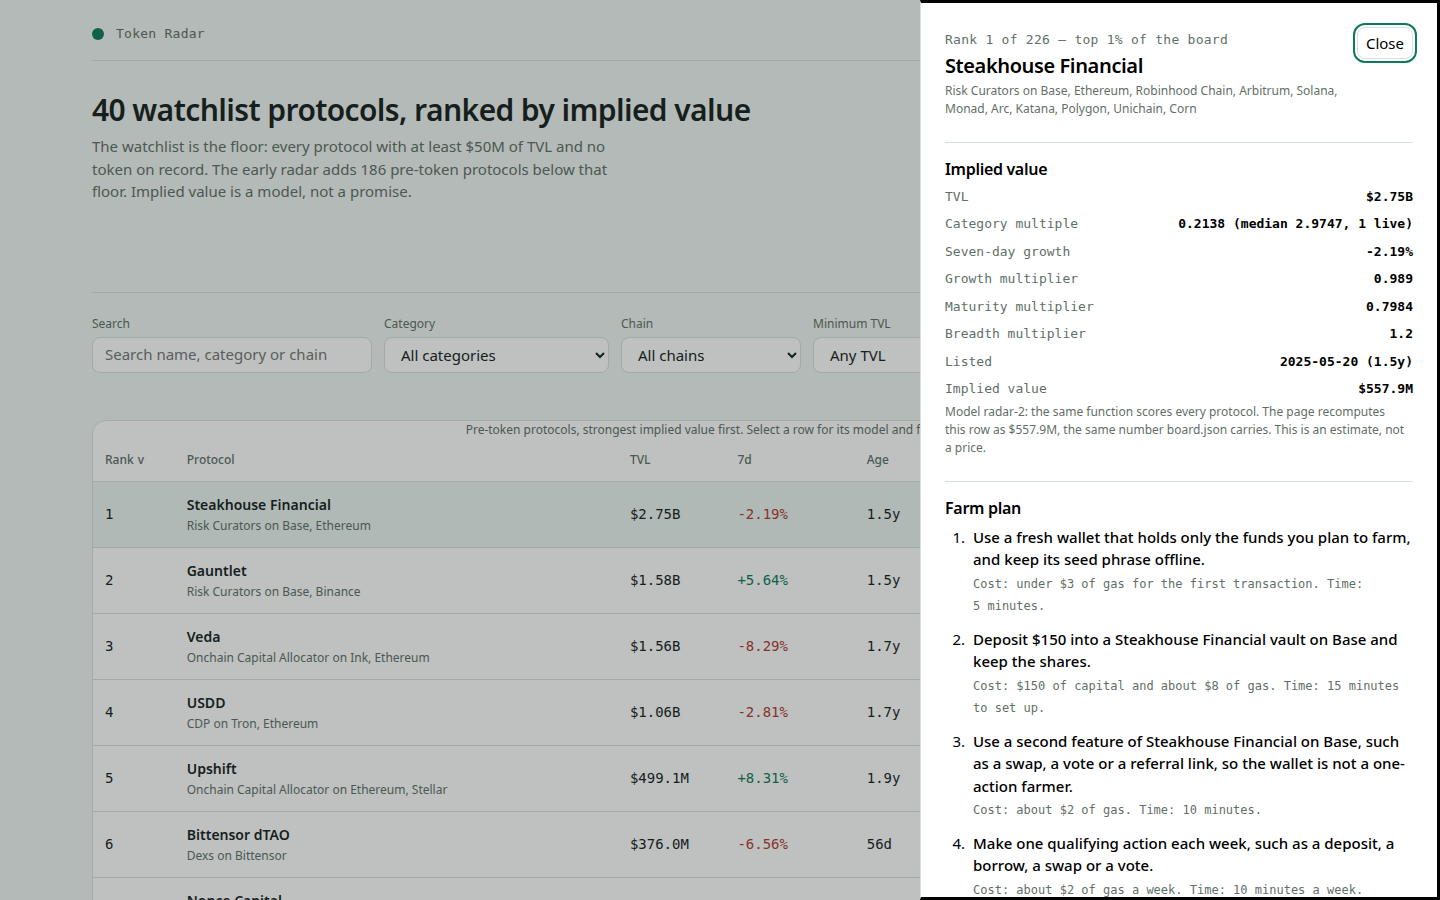 Token Radar
40 watchlist protocols, ranked by implied value
The watchlist is the floor: every protocol with at least $50M of TVL and no
token on record. The early radar adds 186 pre-token protocols below that
floor. Implied value is a model, not a promise.
Search
Category
Chain
Minimum TVL
Search name, category or chain
All categories
All chains
Any TVL
Pre-token protocols, strongest implied value first. Select a row for its model and f
Rank v
Protocol
TVL
7d
Age
1
Steakhouse Financial
Risk Curators on Base, Ethereum
$2.75B
-2.19%
1.5y
2
Gauntlet
Risk Curators on Base, Binance
$1.58B
+5.64%
1.5y
3
Veda
Onchain Capital Allocator on Ink, Ethereum
$1.56B
-8.29%
1.7y
4
USDD
CDP on Tron, Ethereum
$1.06B
-2.81%
1.7y
5
Upshift
Onchain Capital Allocator on Ethereum, Stellar
$499.1M
+8.31%
1.9y
6
Bittensor dTAO
Dexs on Bittensor
$376.0M
-6.56%
56d
Rank 1 of 226 — top 1% of the board
Close
Steakhouse Financial
Risk Curators on Base, Ethereum, Robinhood Chain, Arbitrum, Solana,
Monad, Arc, Katana, Polygon, Unichain, Corn
Implied value
TVL
$2.75B
Category multiple
0.2138 (median 2.9747, 1 live)
Seven-day growth
-2.19%
Growth multiplier
0.989
Maturity multiplier
0.7984
Breadth multiplier
1.2
Listed
2025-05-20 (1.5y)
Implied value
$557.9M
Model radar-2: the same function scores every protocol. The page recomputes
this row as $557.9M, the same number board.json carries. This is an estimate, not
a price.
Farm plan
1. Use a fresh wallet that holds only the funds you plan to farm,
and keep its seed phrase offline.
Cost: under $3 of gas for the first transaction. Time:
5 minutes.
2. Deposit $150 into a Steakhouse Financial vault on Base and
keep the shares.
Cost: $150 of capital and about $8 of gas. Time: 15 minutes
to set up.
3. Use a second feature of Steakhouse Financial on Base, such
as a swap, a vote or a referral link, so the wallet is not a one-
action farmer.
Cost: about $2 of gas. Time: 10 minutes.
4. Make one qualifying action each week, such as a deposit, a
borrow, a swap or a vote.
Cost: about $2 of gas a week. Time: 10 minutes a week.